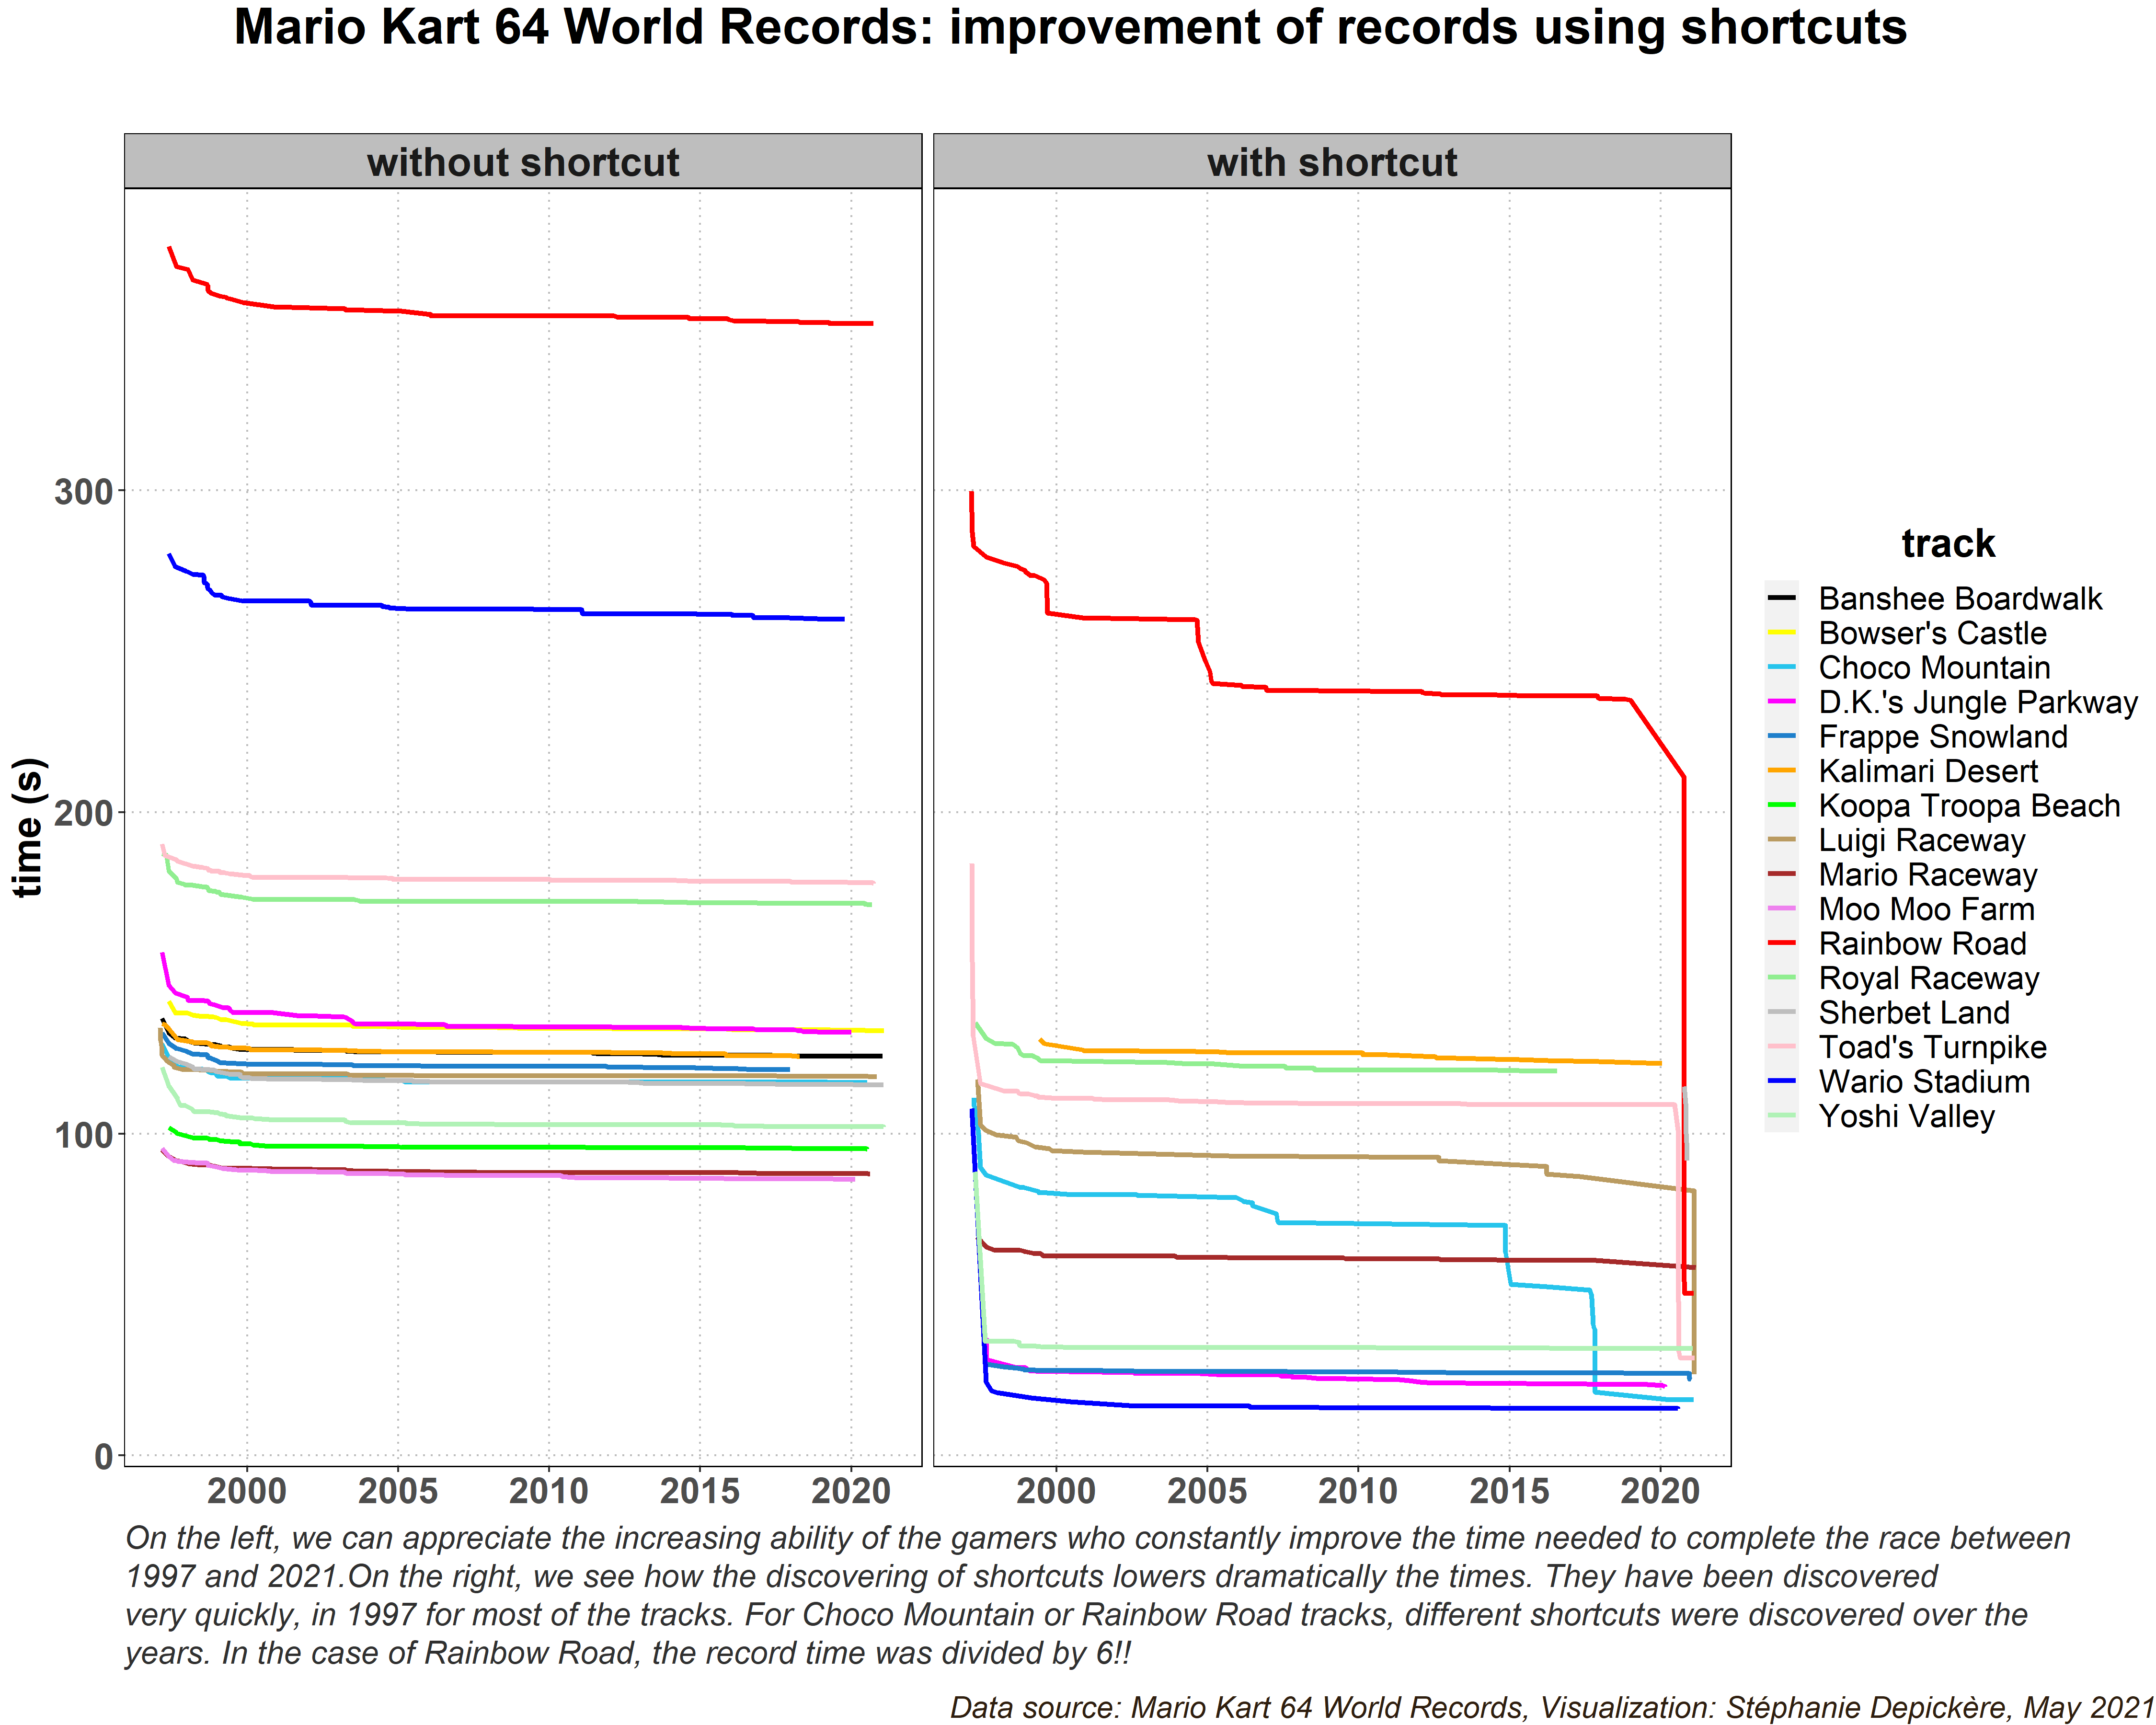 Mario Kart 64 World Records: improvement of records using shortcuts
without shortcut
with shortcut
time (s)
300
200
100
0
2000 2005 2010 2015 2020
2000 2005 2010 2015 2020
track
Banshee Boardwalk
Bowser's Castle
Choco Mountain
D.K.'s Jungle Parkway
Frappe Snowland
Kalimari Desert
Koopa Troopa Beach
Luigi Raceway
Mario Raceway
Moo Moo Farm
Rainbow Road
Royal Raceway
Sherbet Land
Toad's Turnpike
Wario Stadium
Yoshi Valley
On the left, we can appreciate the increasing ability of the gamers who constantly improve the time needed to complete the race between
1997 and 2021.On the right, we see how the discovering of shortcuts lowers dramatically the times. They have been discovered
very quickly, in 1997 for most of the tracks. For Choco Mountain or Rainbow Road tracks, different shortcuts were discovered over the
years. In the case of Rainbow Road, the record time was divided by 6!!
Data source: Mario Kart 64 World Records, Visualization: Stéphanie Depickère, May 2021